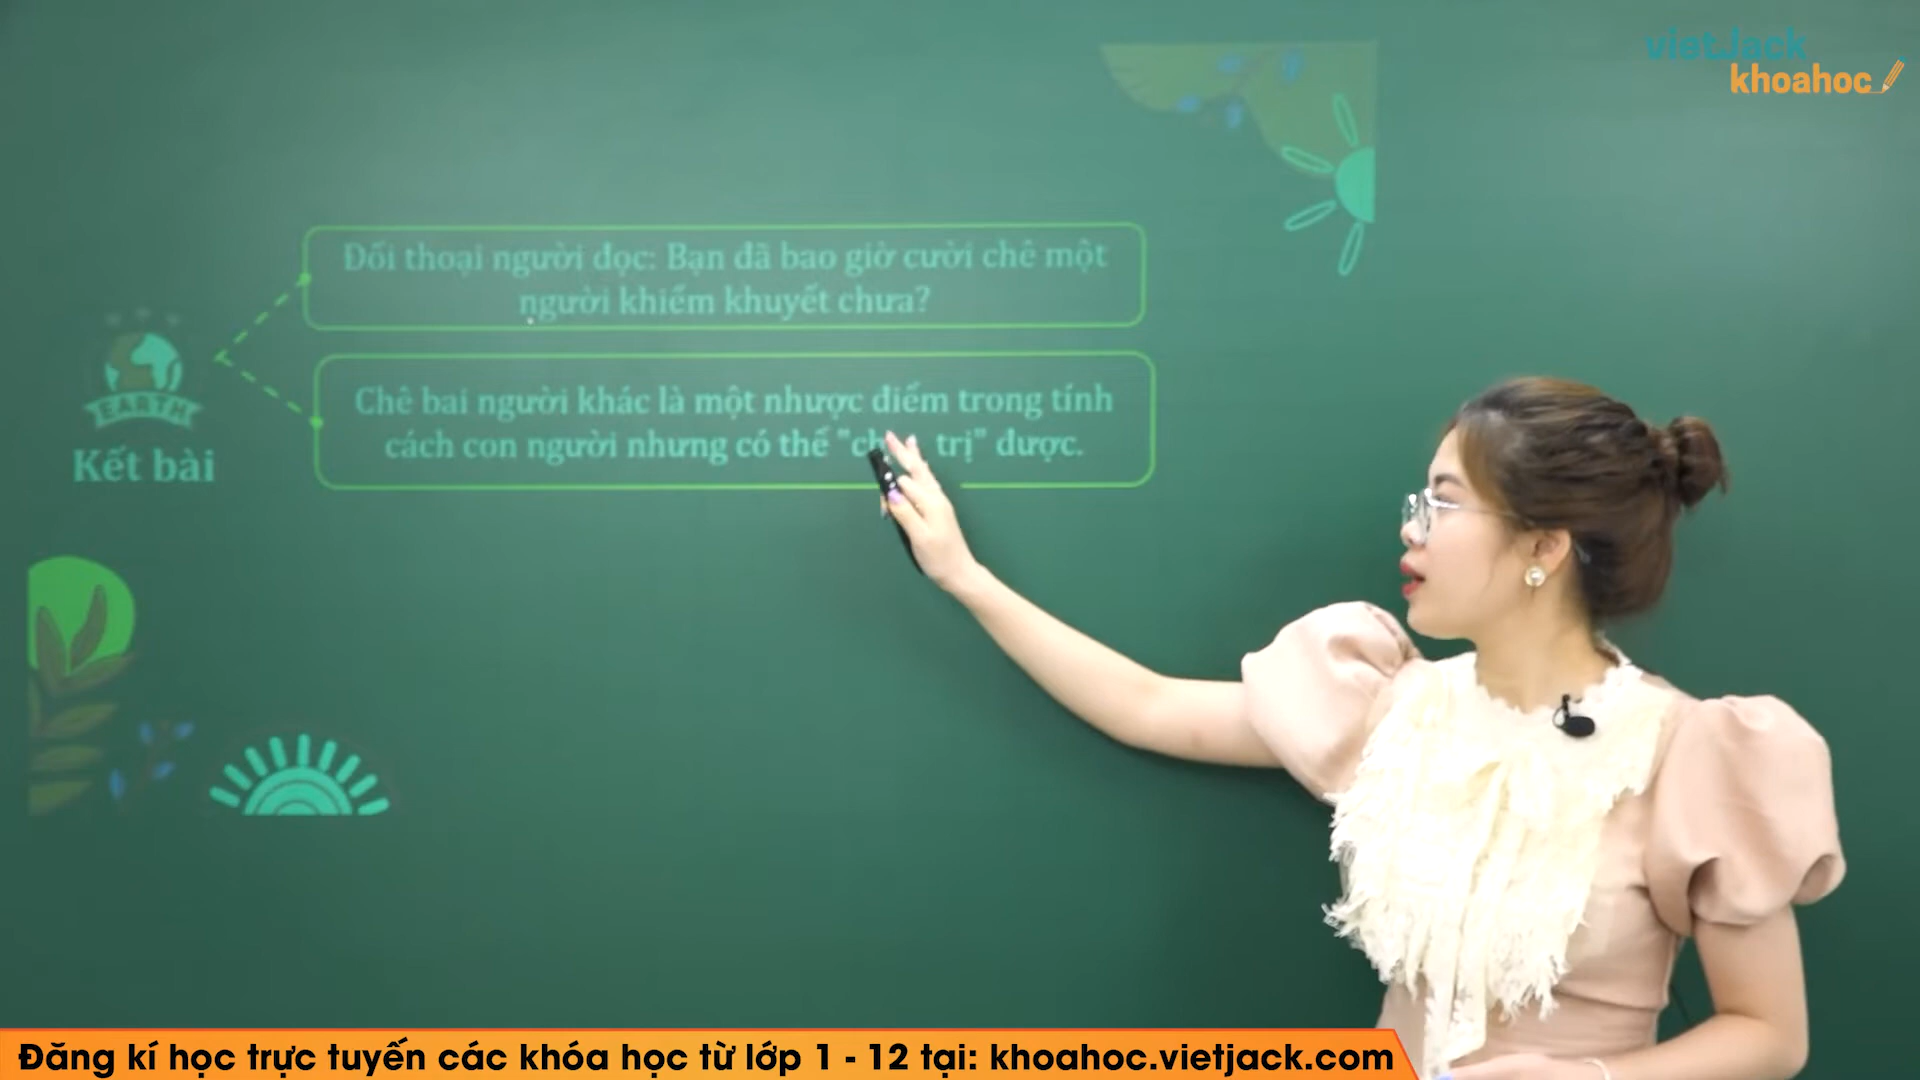 vietJack
khoahoc
Đối thoại người đọc: Bạn đã bao giờ cười chê một
người khiếm khuyết chưa?
Chê bai người khác là một nhược điểm trong tính
cách con người nhưng có thể "ch trị" được.
EARTH
Kết bài
Đăng kí học trực tuyến các khóa học từ lớp 1 - 12 tại: khoahoc.vietjack.com